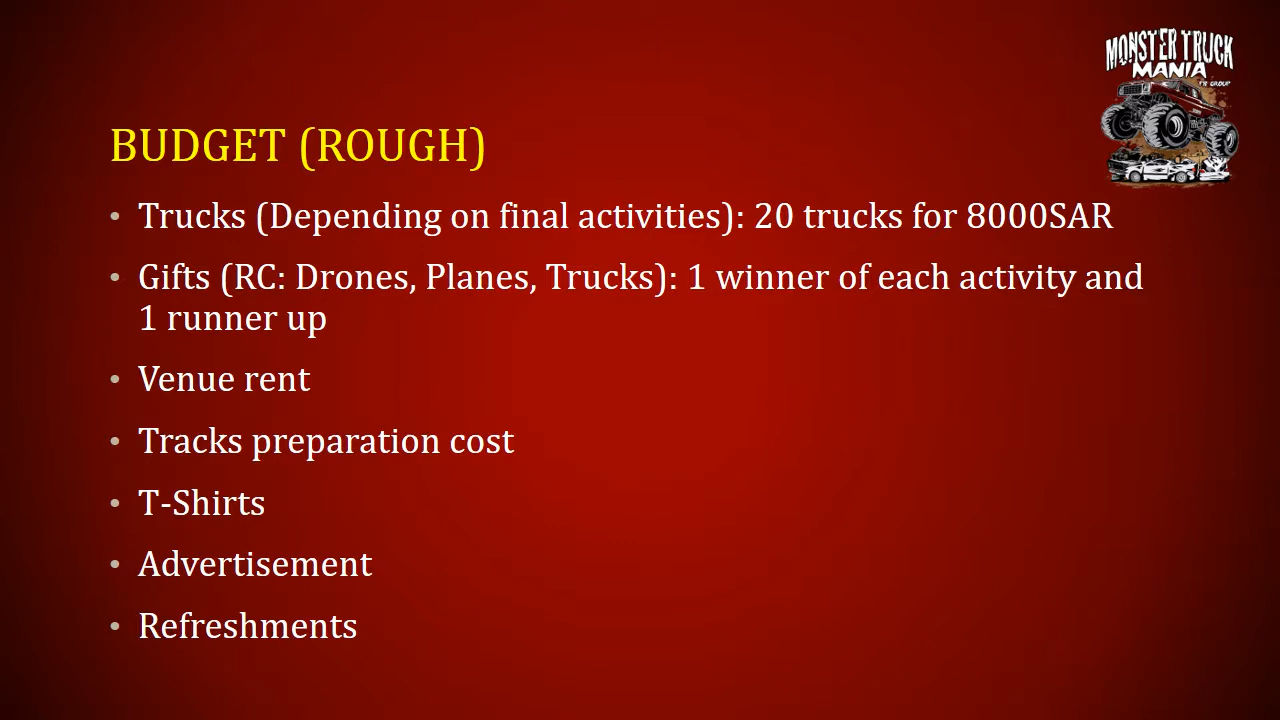 MONSTER TRUCK
MANIA
BUDGET (ROUGH)
• Trucks (Depending on final activities): 20 trucks for 8000SAR
• Gifts (RC: Drones, Planes, Trucks): 1 winner of each activity and
1 runner up
• Venue rent
• Tracks preparation cost
• T-Shirts
• Advertisement
• Refreshments